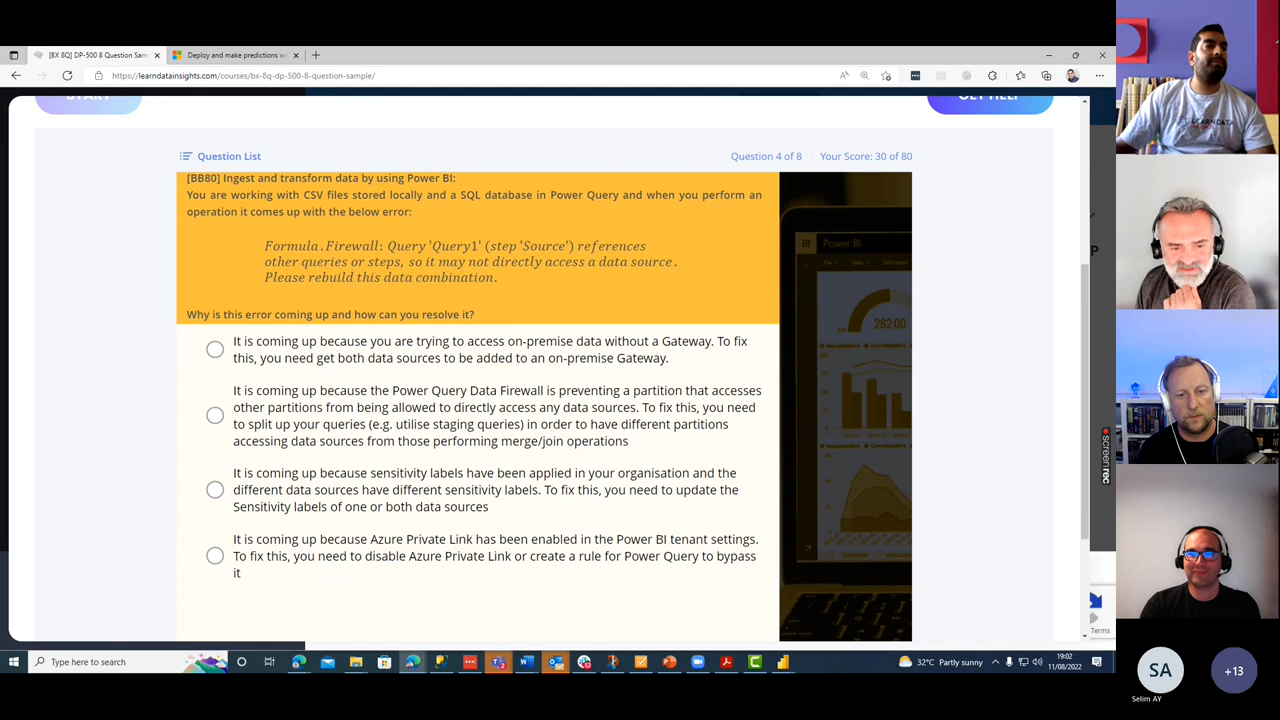 [BX 8Q] DP-500 8 Question Sam
Deploy and make predictions wi
https://learndatainsights.com/courses/bx-8q-dp-500-8-question-sample/
START
GET HELP
Question List
Question 4 of 8
Your Score: 30 of 80
[BB80] Ingest and transform data by using Power BI:
You are working with CSV files stored locally and a SQL database in Power Query and when you perform an
operation it comes up with the below error:
Formula.Firewall: Query 'Query1' (step 'Source') references
other queries or steps, so it may not directly access a data source.
Please rebuild this data combination.
Why is this error coming up and how can you resolve it?
It is coming up because you are trying to access on-premise data without a Gateway. To fix
this, you need get both data sources to be added to an on-premise Gateway.
It is coming up because the Power Query Data Firewall is preventing a partition that accesses
other partitions from being allowed to directly access any data sources. To fix this, you need
to split up your queries (e.g. utilise staging queries) in order to have different partitions
accessing data sources from those performing merge/join operations
It is coming up because sensitivity labels have been applied in your organisation and the
different data sources have different sensitivity labels. To fix this, you need to update the
Sensitivity labels of one or both data sources
It is coming up because Azure Private Link has been enabled in the Power BI tenant settings.
To fix this, you need to disable Azure Private Link or create a rule for Power Query to bypass
it
Power BI
282.00
screenrec
Terms
Type here to search
32°C Partly sunny
19:02
11/08/2022
LEARN DATA
SA
Selim AY
+13